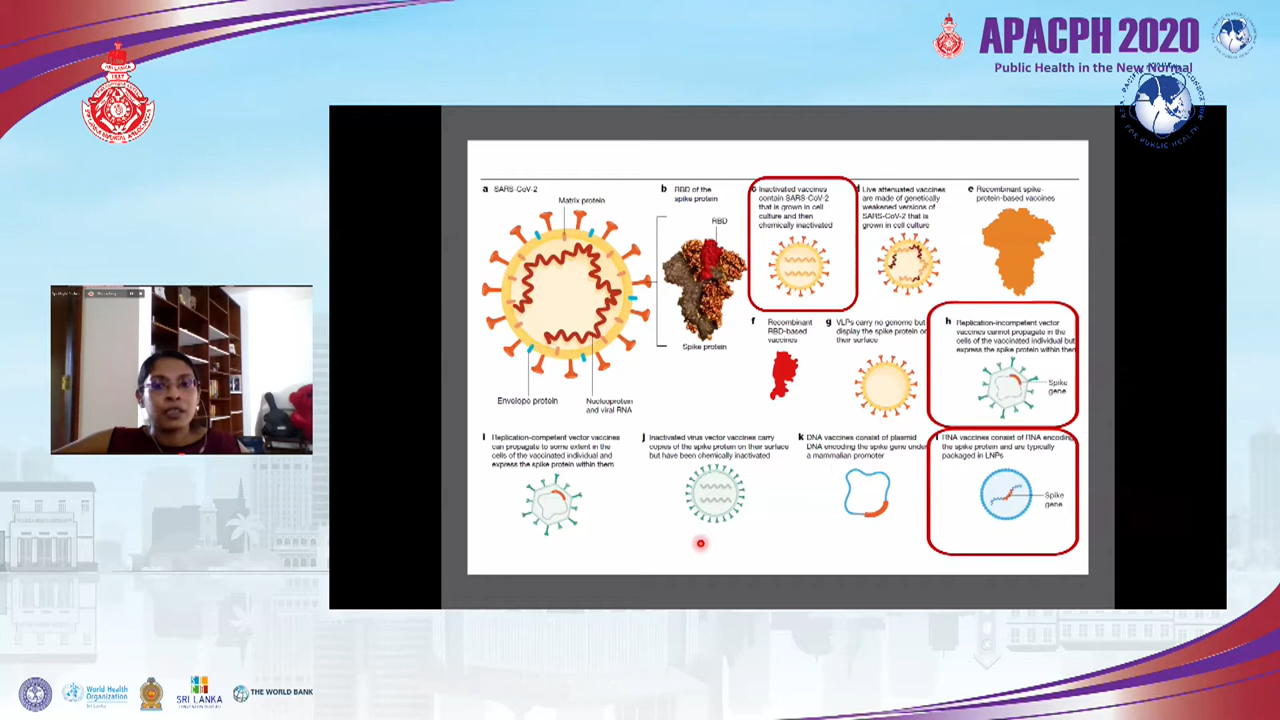 APACPH 2020
Public Health in the New Normal
SRI LANKA
1887
a SARS-CoV-2
Matrix protein
Envelope protein
Nucleoprotein
and viral RNA
b RBD of the
spike protein
RBD
Spike protein
Inactivated vaccines
contain SARS-CoV-2
that is grown in cell
culture and then
chemically inactivated
d Live attenuated vaccines
are made of genetically
weakened versions of
SARS-CoV-2 that is
grown in cell culture
e Recombinant spike-
protein-based vaccines
f Recombinant
RBD-based
vaccines
g VLPs carry no genome but
display the spike protein on
their surface
h Replication-incompetent vector
vaccines cannot propagate in the
cells of the vaccinated individual but
express the spike protein within them
Spike
gene
i Replication-competent vector vaccines
can propagate to some extent in the
cells of the vaccinated individual and
express the spike protein within them
j Inactivated virus vector vaccines carry
copies of the spike protein on their surface
but have been chemically inactivated
k DNA vaccines consist of plasmid
DNA encoding the spike gene under
a mammalian promoter
l RNA vaccines consist of RNA encoding
the spike protein and are typically
packaged in LNPs
Spike
gene
World Health
Organization
Sri Lanka
SRI LANKA
THE WORLD BANK